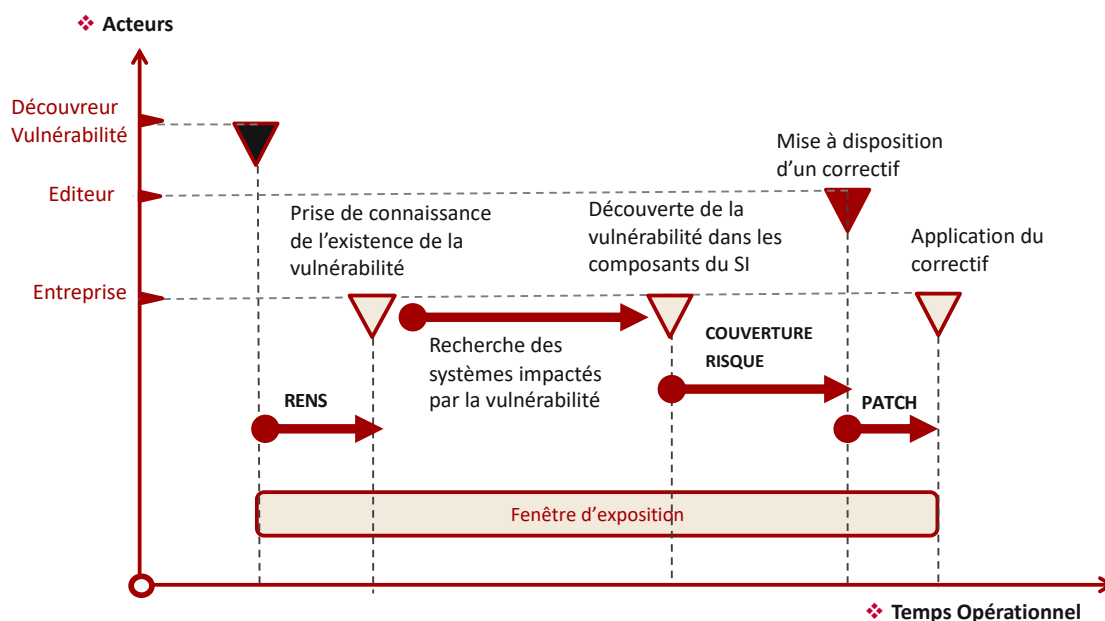 Acteurs
Découvreur
Vulnérabilité
Editeur
Entreprise
Mise à disposition
d'un correctif
Prise de connaissance
de l'existence de la
vulnérabilité
Découverte de la
vulnérabilité dans les
composants du SI
Application du
correctif
Recherche des
systèmes impactés
par la vulnérabilité
COUVERTURE
RISQUE
RENS
PATCH
Fenêtre d'exposition
Temps Opérationnel